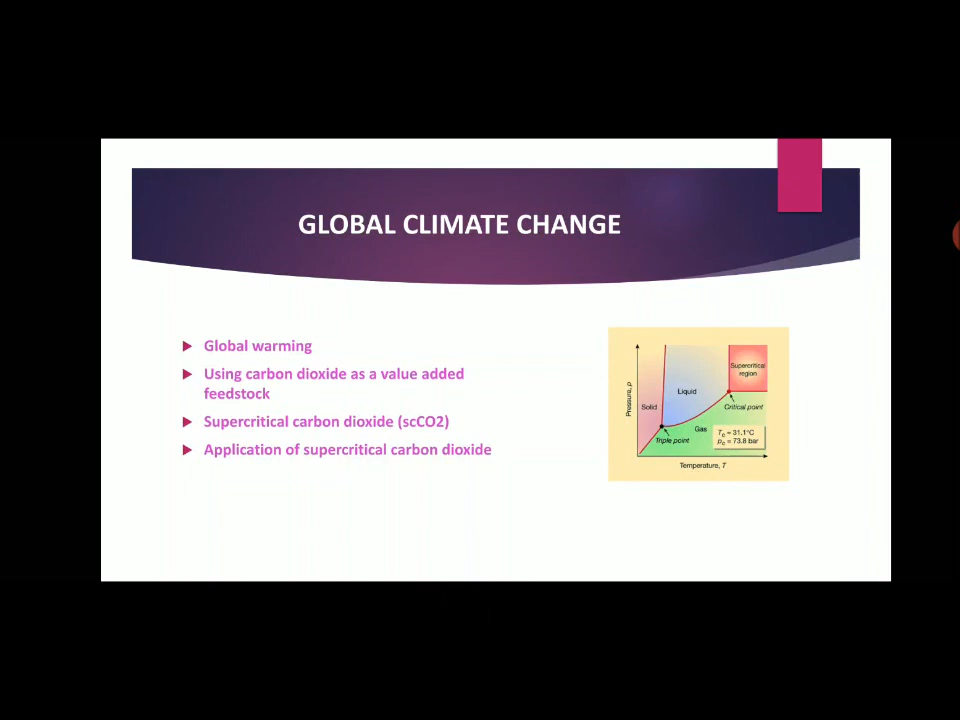 GLOBAL CLIMATE CHANGE
Global warming
Using carbon dioxide as a value added
feedstock
Supercritical carbon dioxide (scCO2)
Application of supercritical carbon dioxide
Pressure, p
Solid
Liquid
Supercritical
region
Critical point
Gas
Triple point
Tc = 31.1°C
pc = 73.8 bar
Temperature, T